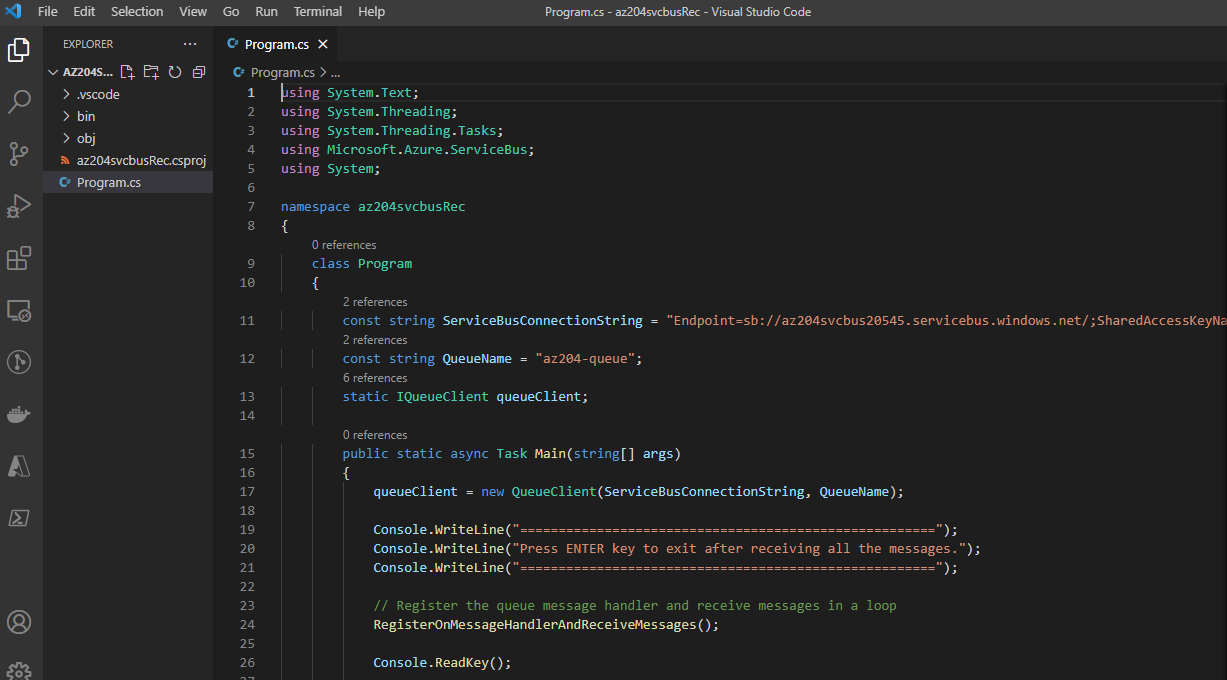 File Edit Selection View Go Run Terminal Help Program.cs - az204svcbusRec - Visual Studio Code
EXPLORER ...
AZ204S...
.vscode
bin
obj
az204svcbusRec.csproj
C# Program.cs
C# Program.cs
C# Program.cs > ...
1 using System.Text;
2 using System.Threading;
3 using System.Threading.Tasks;
4 using Microsoft.Azure.ServiceBus;
5 using System;
6
7 namespace az204svcbusRec
8 {
0 references
9 class Program
10 {
2 references
11 const string ServiceBusConnectionString = "Endpoint=sb://az204svcbus20545.servicebus.windows.net/;SharedAccessKeyNa
2 references
12 const string QueueName = "az204-queue";
6 references
13 static IQueueClient queueClient;
14
0 references
15 public static async Task Main(string[] args)
16 {
17 queueClient = new QueueClient(ServiceBusConnectionString, QueueName);
18
19 Console.WriteLine("======================================================");
20 Console.WriteLine("Press ENTER key to exit after receiving all the messages.");
21 Console.WriteLine("======================================================");
22
23 // Register the queue message handler and receive messages in a loop
24 RegisterOnMessageHandlerAndReceiveMessages();
25
26 Console.ReadKey();
27